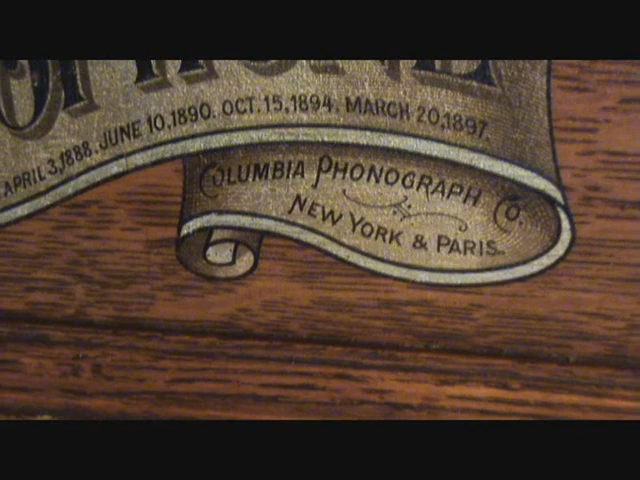 APRIL 3,1888. JUNE 10,1890. OCT.15,1894. MARCH 20,1897.
COLUMBIA PHONOGRAPH CO.
NEW YORK & PARIS.